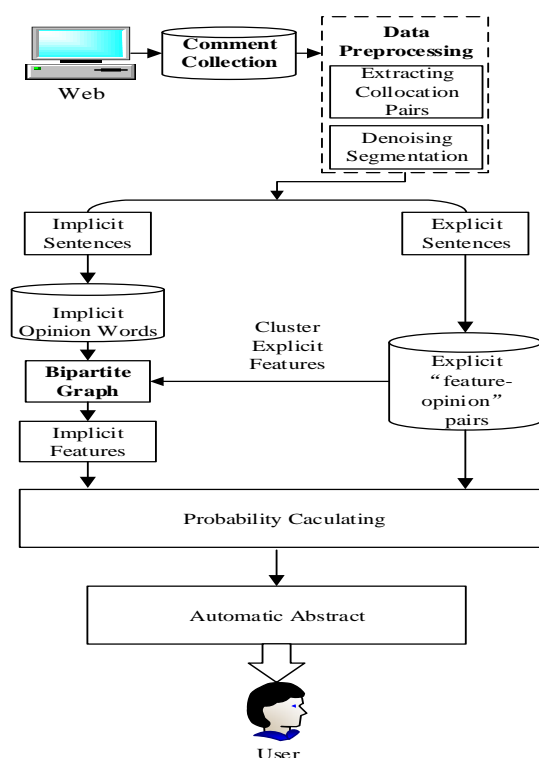 Web
Comment
Collection
Data
Preprocessing
Extracting
Collocation
Pairs
Denoising
Segmentation
Implicit
Sentences
Explicit
Sentences
Implicit
Opinion Words
Cluster
Explicit
Features
Bipartite
Graph
Explicit
“feature-
opinion”
pairs
Implicit
Features
Probability Caculating
Automatic Abstract
User